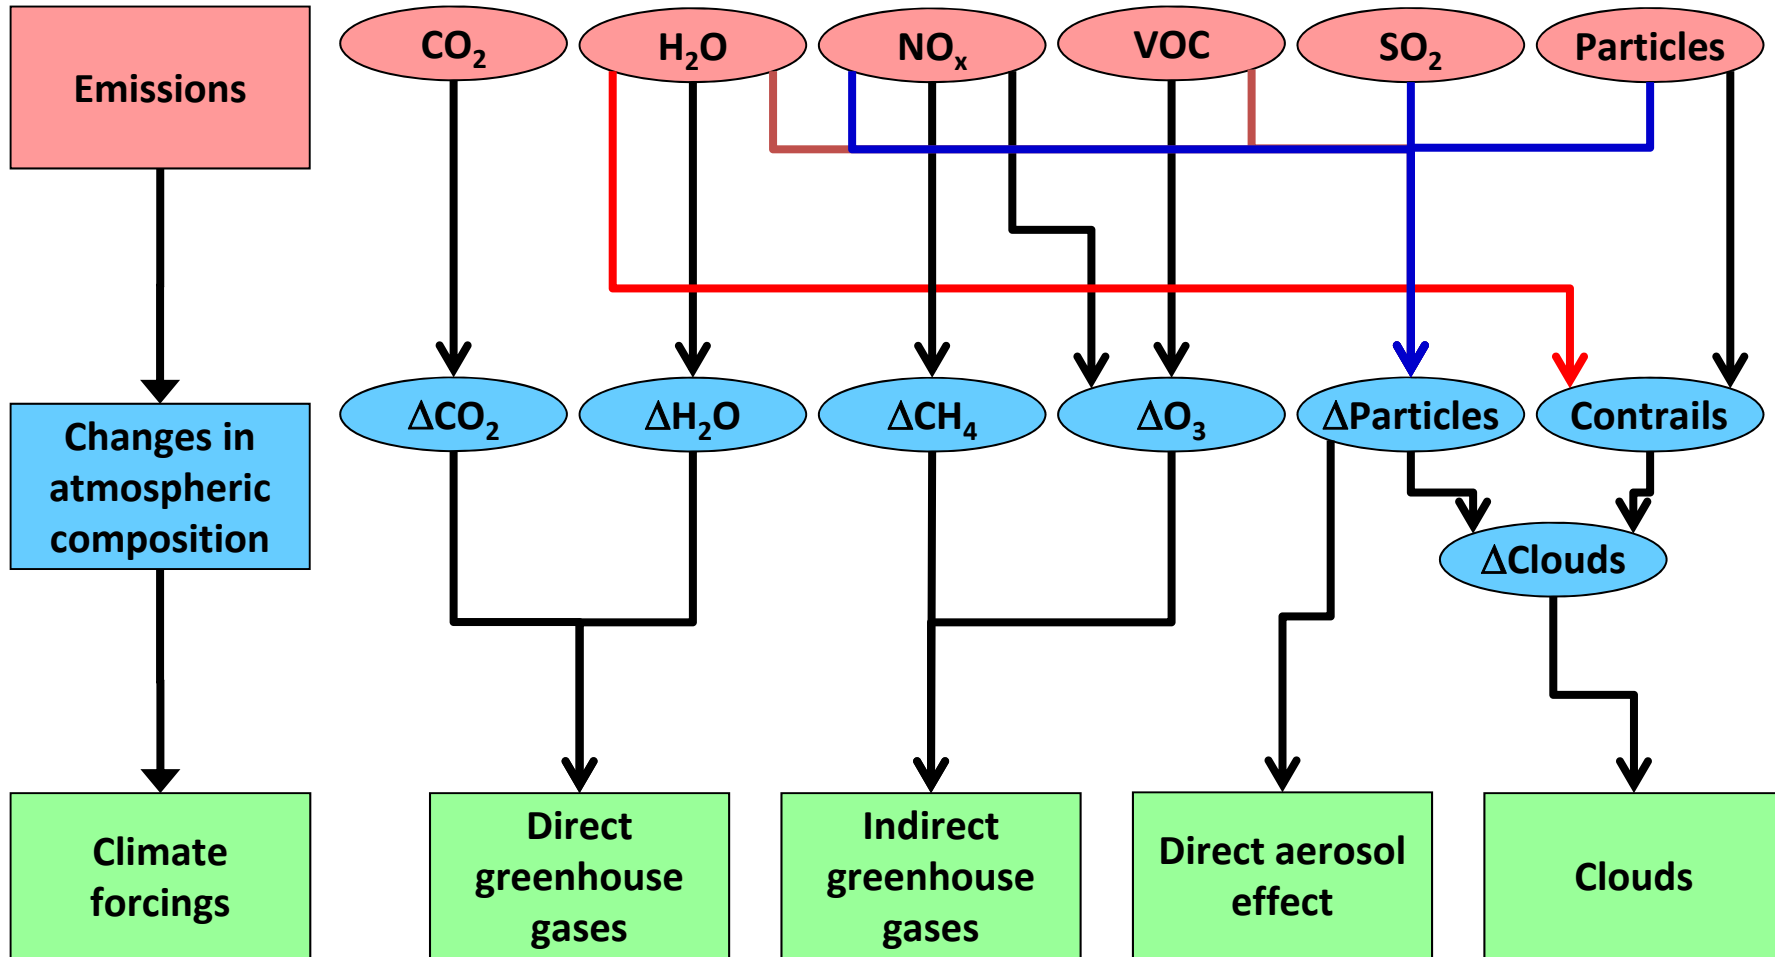 Emissions
CO₂
H₂O
NOₓ
VOC
SO₂
Particles
Changes in
atmospheric
composition
ΔCO₂
ΔH₂O
ΔCH₄
ΔO₃
ΔParticles
Contrails
ΔClouds
Climate
forcings
Direct
greenhouse
gases
Indirect
greenhouse
gases
Direct aerosol
effect
Clouds